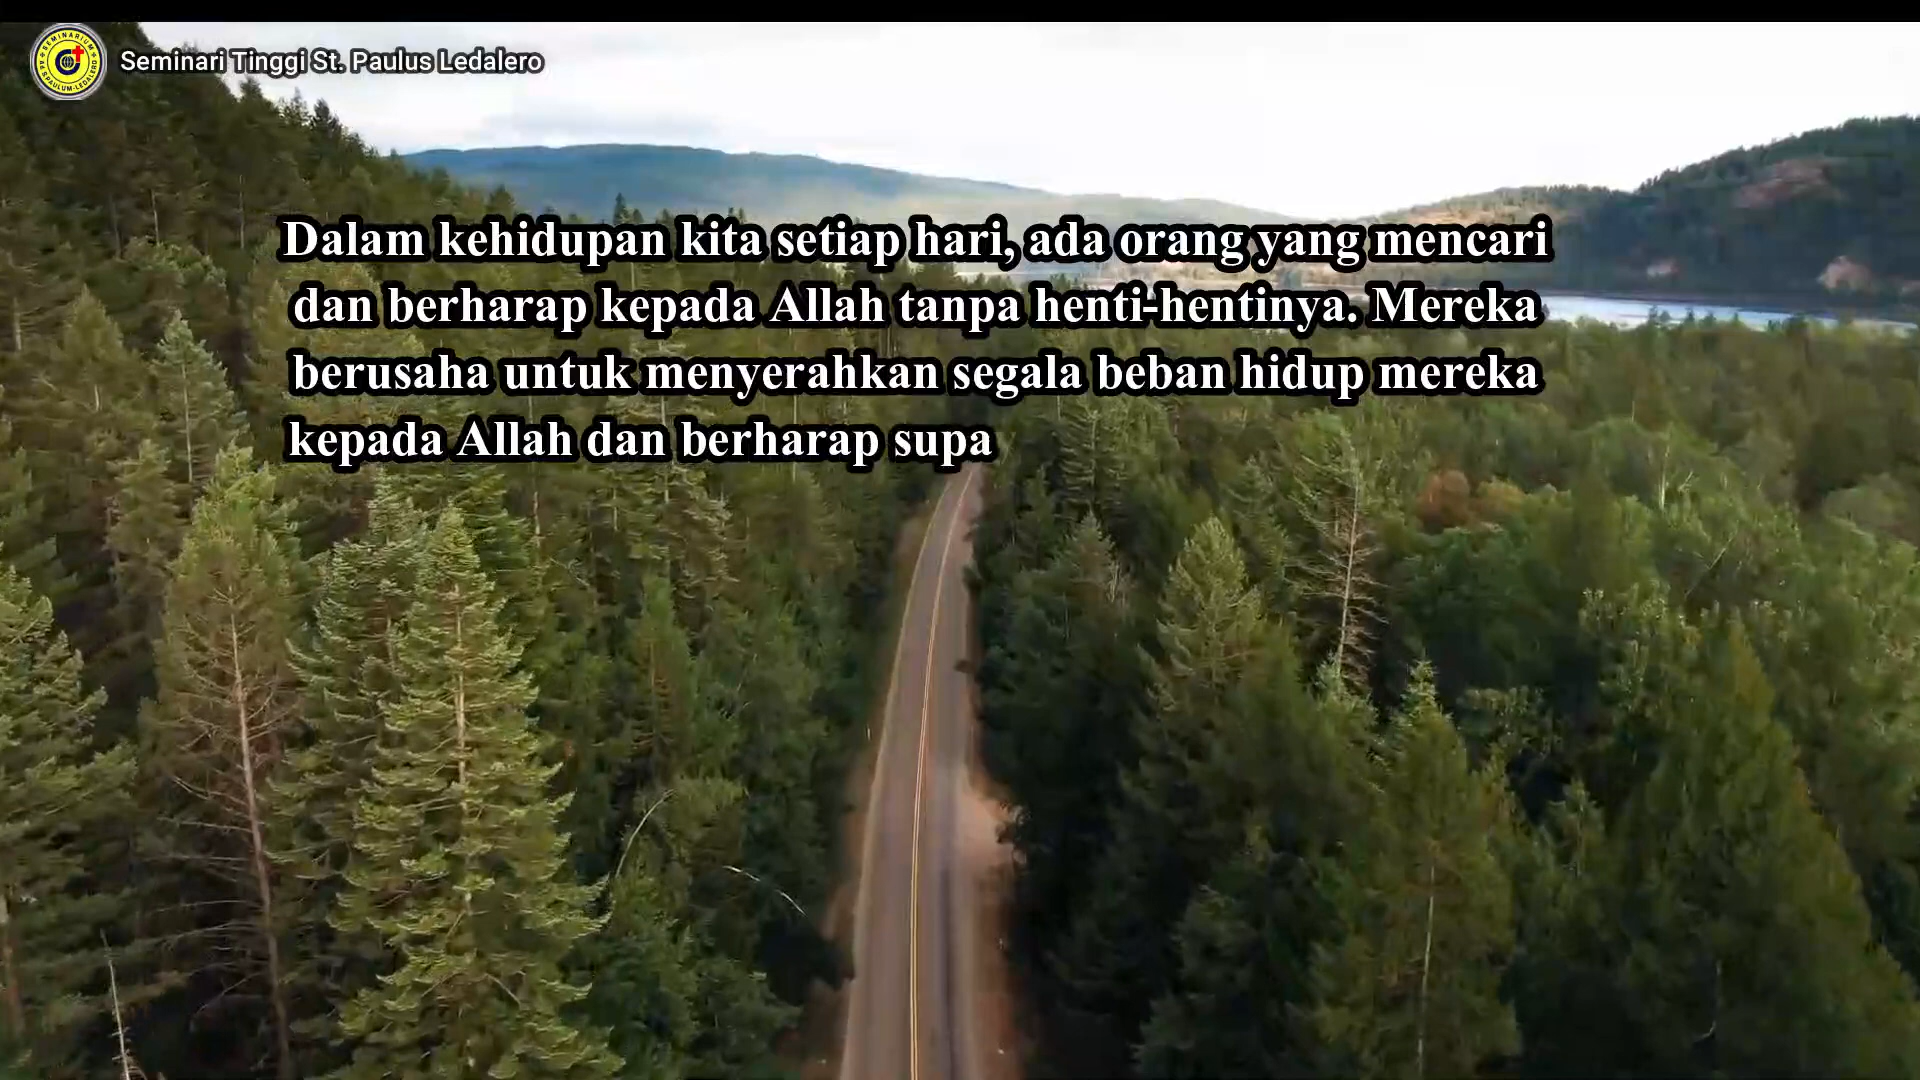 Seminari Tinggi St. Paulus Ledalero
Dalam kehidupan kita setiap hari, ada orang yang mencari
dan berharap kepada Allah tanpa henti-hentinya. Mereka
berusaha untuk menyerahkan segala beban hidup mereka
kepada Allah dan berharap supa